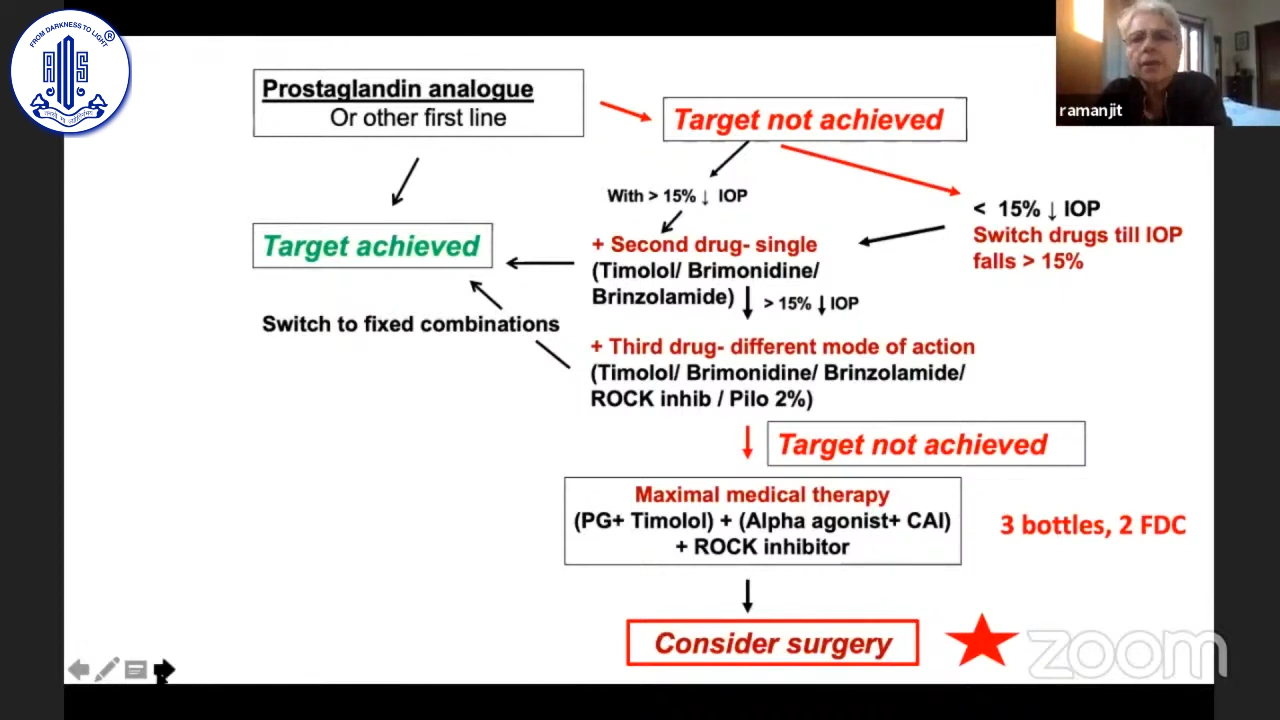 FROM DARKNESS TO LIGHT
®
AIOS
ramanjit
Prostaglandin analogue
Or other first line
Target not achieved
With > 15% ↓ IOP
< 15% ↓ IOP
Switch drugs till IOP
falls > 15%
Target achieved
+ Second drug- single
(Timolol/ Brimonidine/
Brinzolamide)
> 15% ↓ IOP
Switch to fixed combinations
+ Third drug- different mode of action
(Timolol/ Brimonidine/ Brinzolamide/
ROCK inhib / Pilo 2%)
Target not achieved
Maximal medical therapy
(PG+ Timolol) + (Alpha agonist+ CAI)
+ ROCK inhibitor
3 bottles, 2 FDC
Consider surgery
zoom